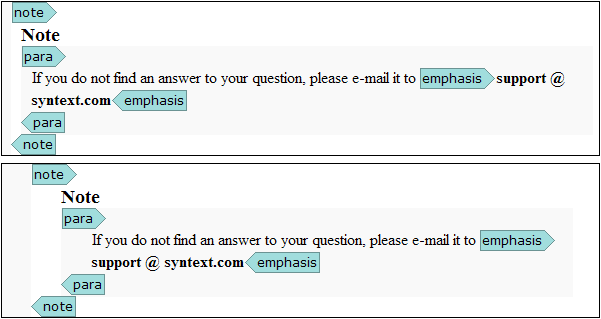 note
Note
para
If you do not find an answer to your question, please e-mail it to emphasis support @
syntext.com emphasis
para
note
note
Note
para
If you do not find an answer to your question, please e-mail it to emphasis
support @ syntext.com emphasis
para
note